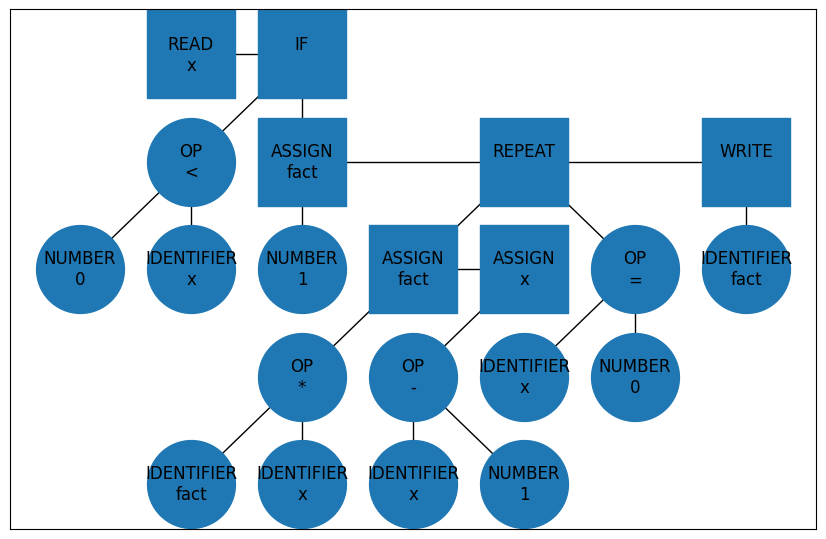 READ
x
IF
OP
<
ASSIGN
fact
REPEAT
WRITE
NUMBER
0
IDENTIFIER
x
NUMBER
1
ASSIGN
fact
ASSIGN
x
OP
=
IDENTIFIER
fact
OP
*
OP
-
IDENTIFIER
x
NUMBER
0
IDENTIFIER
fact
IDENTIFIER
x
IDENTIFIER
x
NUMBER
1